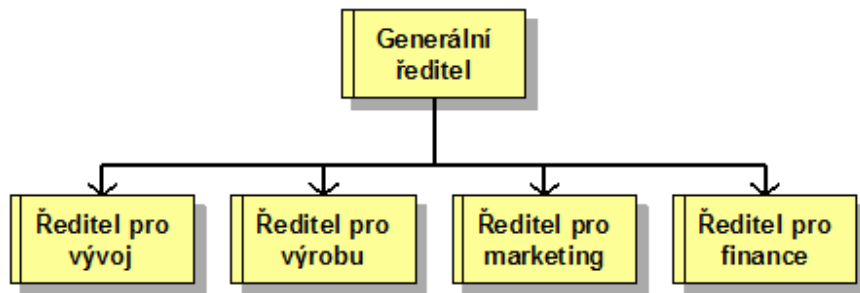 Generální
ředitel
Ředitel pro
vývoj
Ředitel pro
výrobu
Ředitel pro
marketing
Ředitel pro
finance